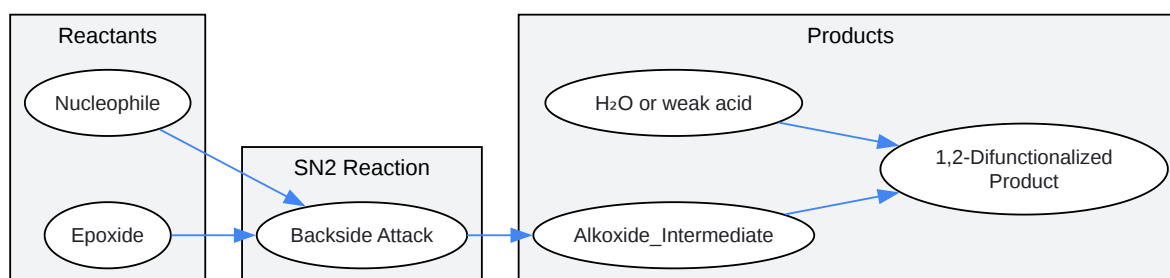 Reactants
Nucleophile
Epoxide
SN2 Reaction
Backside Attack
Products
H₂O or weak acid
Alkoxide_Intermediate
1,2-Difunctionalized
Product